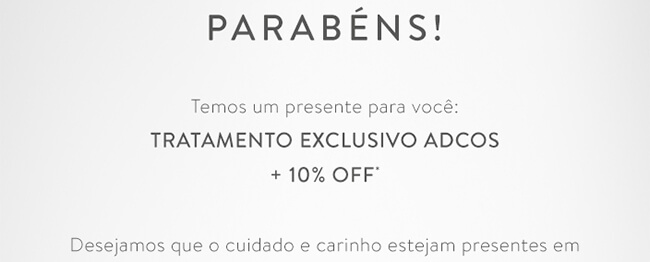 PARABÉNS!
Temos um presente para você:
TRATAMENTO EXCLUSIVO ADCOS
+ 10% OFF*
Desejamos que o cuidado e carinho estejam presentes em